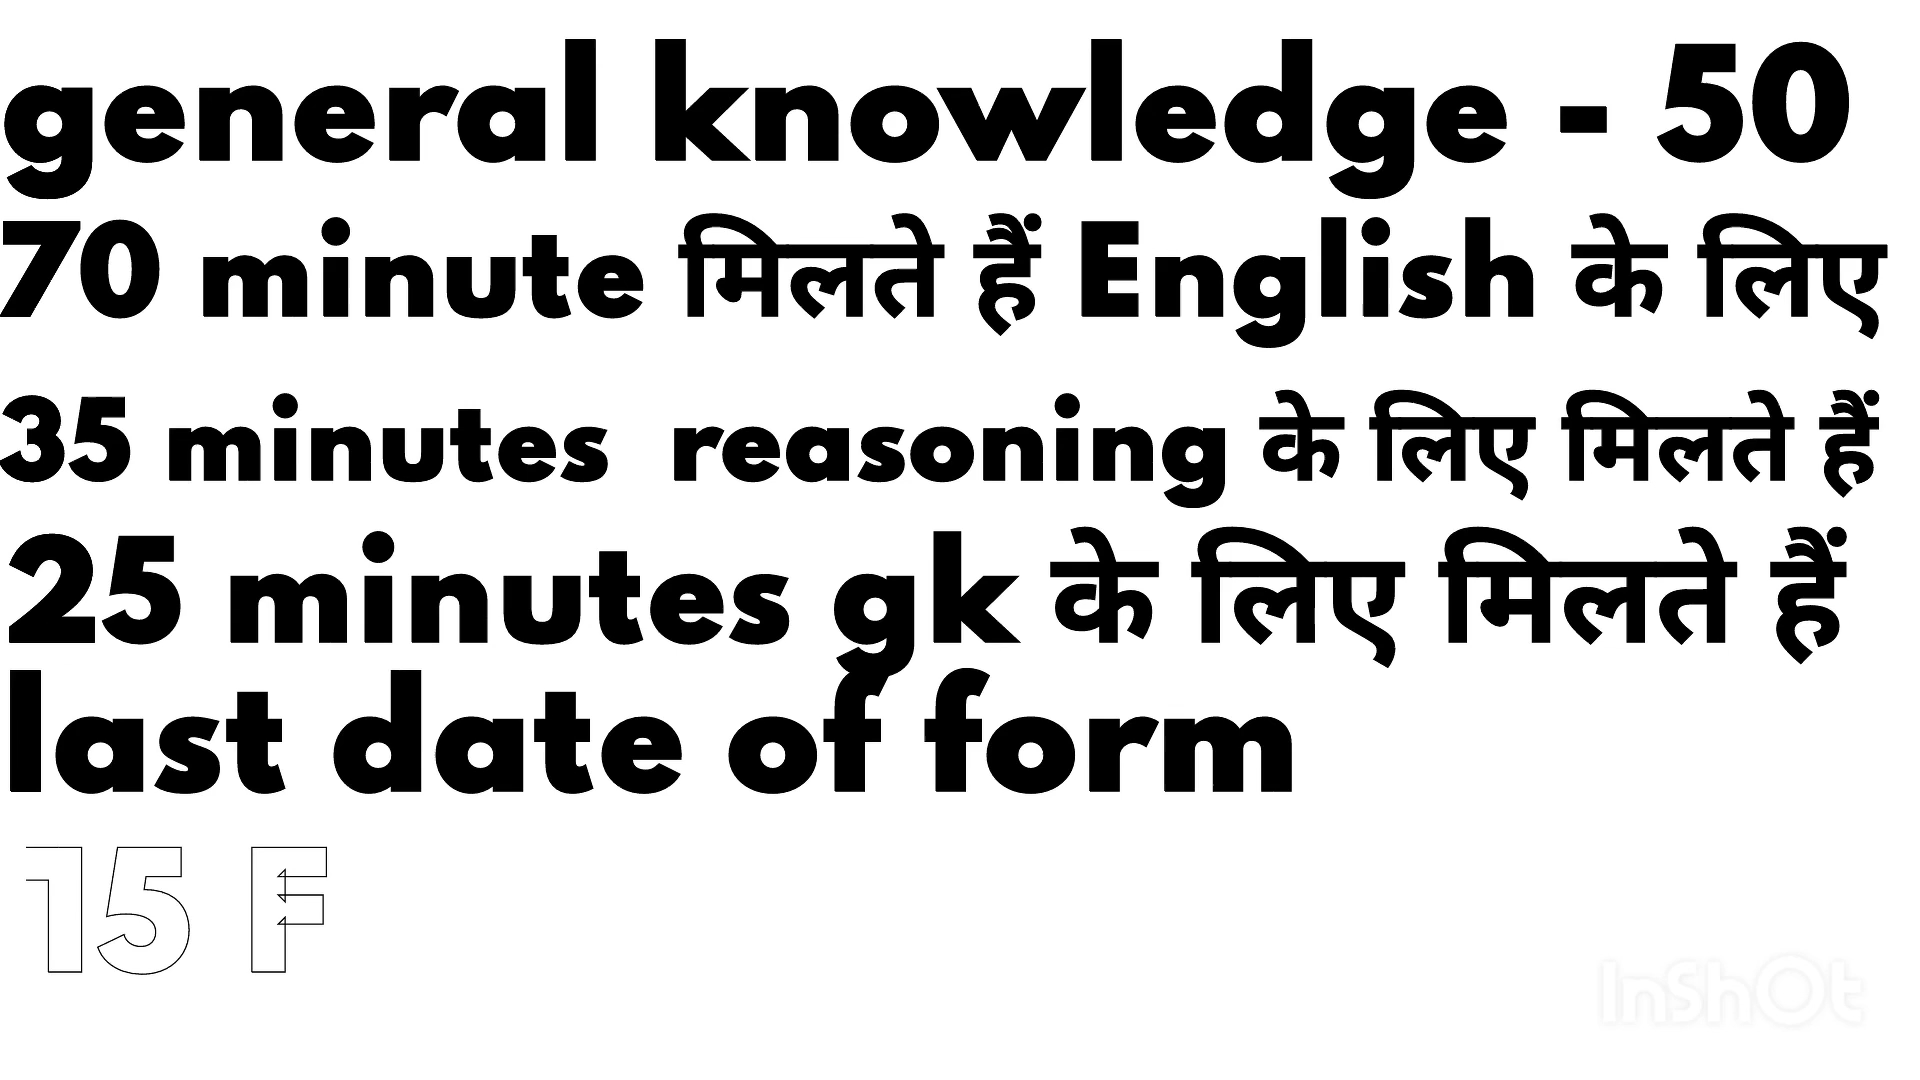 general knowledge - 50
70 minute मिलते हैं English के लिए
35 minutes reasoning के लिए मिलते हैं
25 minutes gk के लिए मिलते हैं
last date of form
15 F
InShOt